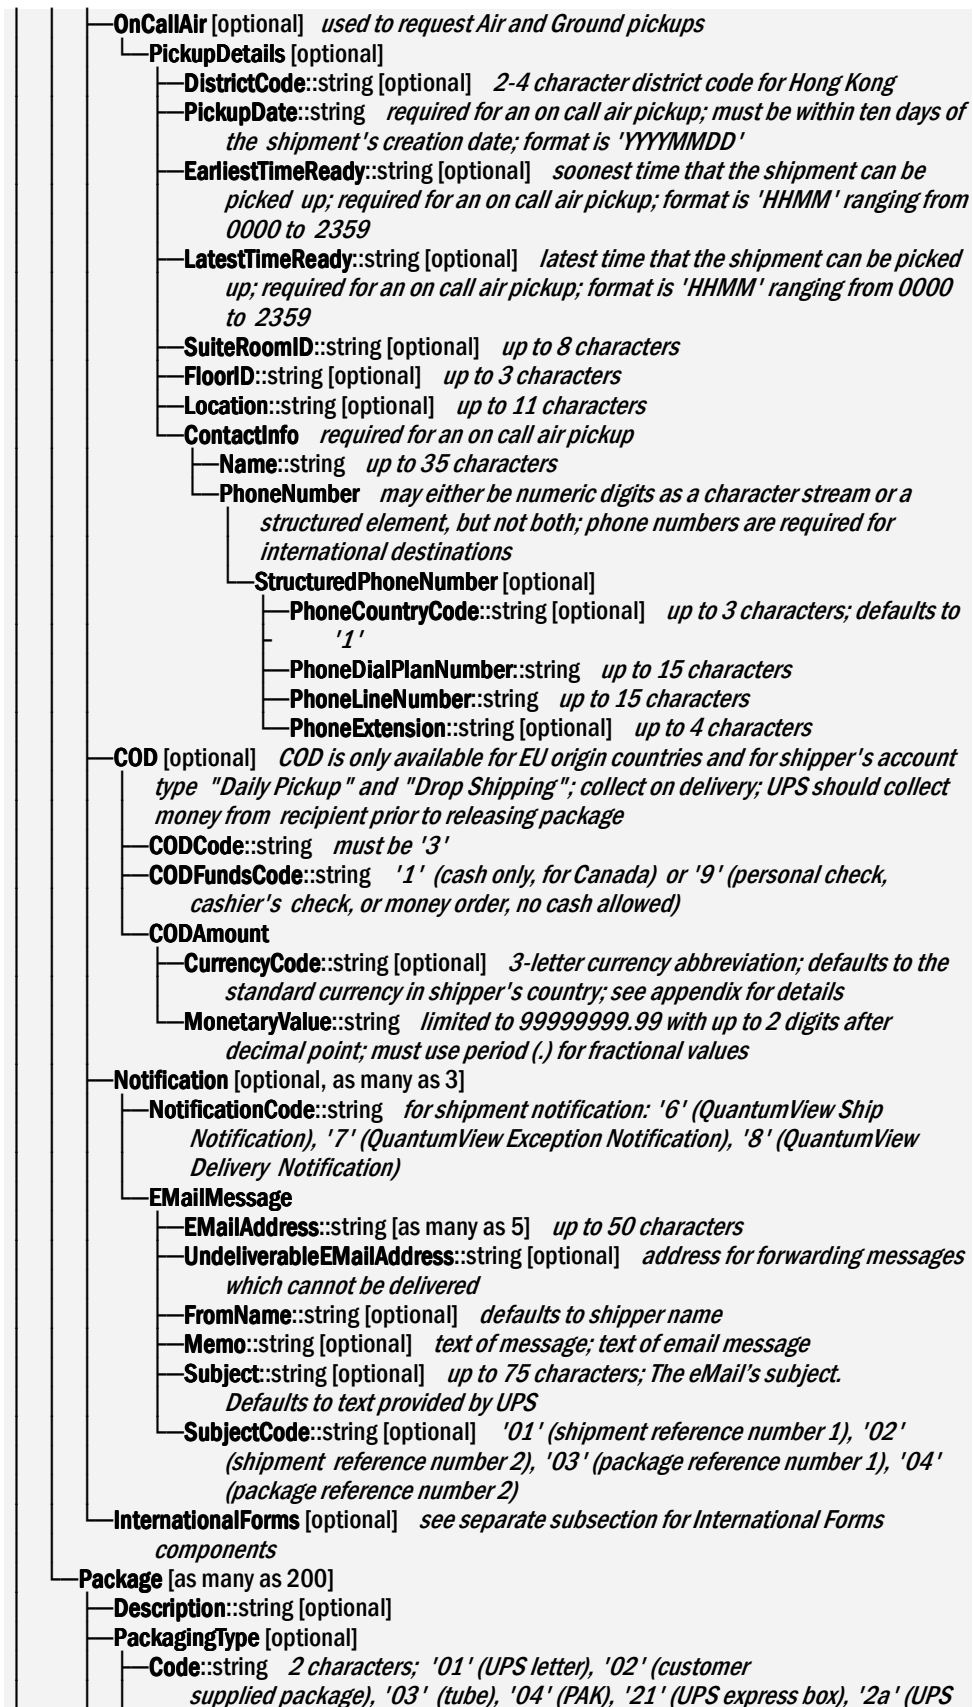 OnCallAir [optional] used to request Air and Ground pickups
PickupDetails [optional]
DistrictCode::string [optional] 2-4 character district code for Hong Kong
PickupDate::string required for an on call air pickup; must be within ten days of
the shipment's creation date; format is 'YYYYMMDD'
EarliestTimeReady::string [optional] soonest time that the shipment can be
picked up; required for an on call air pickup; format is 'HHMM' ranging from
0000 to 2359
LatestTimeReady::string [optional] latest time that the shipment can be picked
up; required for an on call air pickup; format is 'HHMM' ranging from 0000
to 2359
SuiteRoomID::string [optional] up to 8 characters
FloorID::string [optional] up to 3 characters
Location::string [optional] up to 11 characters
ContactInfo required for an on call air pickup
Name::string up to 35 characters
PhoneNumber may either be numeric digits as a character stream or a
structured element, but not both; phone numbers are required for
international destinations
StructuredPhoneNumber [optional]
PhoneCountryCode::string [optional] up to 3 characters; defaults to
'1'
PhoneDialPlanNumber::string up to 15 characters
PhoneLineNumber::string up to 15 characters
PhoneExtension::string [optional] up to 4 characters
COD [optional] COD is only available for EU origin countries and for shipper's account
type "Daily Pickup" and "Drop Shipping"; collect on delivery; UPS should collect
money from recipient prior to releasing package
CODCode::string must be '3'
CODFundsCode::string '1' (cash only, for Canada) or '9' (personal check,
cashier's check, or money order, no cash allowed)
CODAmount
CurrencyCode::string [optional] 3-letter currency abbreviation; defaults to the
standard currency in shipper's country; see appendix for details
MonetaryValue::string limited to 99999999.99 with up to 2 digits after
decimal point; must use period (.) for fractional values
Notification [optional, as many as 3]
NotificationCode::string for shipment notification: '6' (QuantumView Ship
Notification), '7' (QuantumView Exception Notification), '8' (QuantumView
Delivery Notification)
EMailMessage
EMailAddress::string [as many as 5] up to 50 characters
UndeliverableEMailAddress::string [optional] address for forwarding messages
which cannot be delivered
FromName::string [optional] defaults to shipper name
Memo::string [optional] text of message; text of email message
Subject::string [optional] up to 75 characters; The eMail's subject.
Defaults to text provided by UPS
SubjectCode::string [optional] '01' (shipment reference number 1), '02'
(shipment reference number 2), '03' (package reference number 1), '04'
(package reference number 2)
InternationalForms [optional] see separate subsection for International Forms
components
Package [as many as 200]
Description::string [optional]
PackagingType [optional]
Code::string 2 characters; '01' (UPS letter), '02' (customer
supplied package), '03' (tube), '04' (PAK), '21' (UPS express box), '2a' (UPS